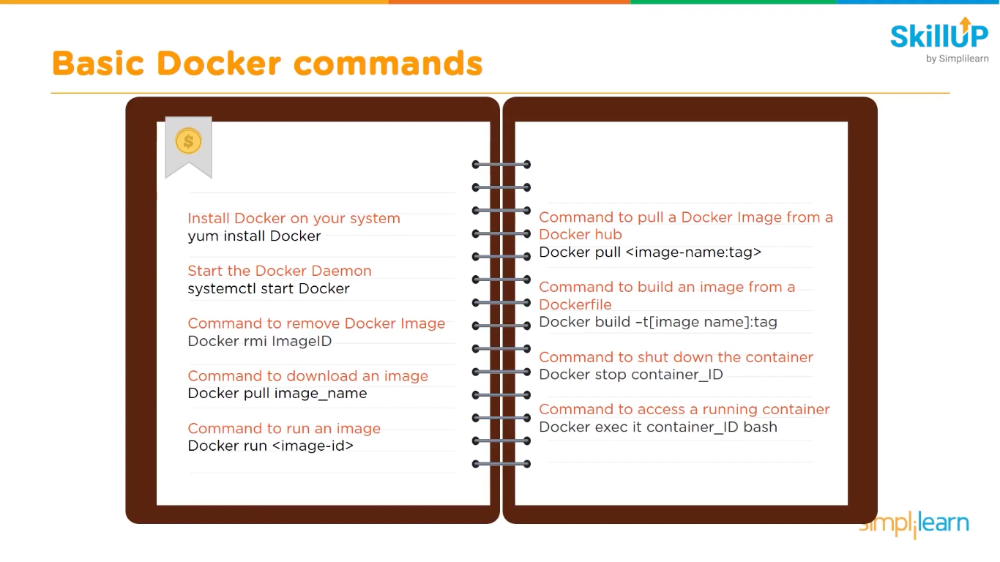 SkillUP
by Simplilearn
Basic Docker commands
$
Install Docker on your system
yum install Docker
Start the Docker Daemon
systemctl start Docker
Command to remove Docker Image
Docker rmi ImageID
Command to download an image
Docker pull image_name
Command to run an image
Docker run <image-id>
Command to pull a Docker Image from a
Docker hub
Docker pull <image-name:tag>
Command to build an image from a
Dockerfile
Docker build –t[image name]:tag
Command to shut down the container
Docker stop container_ID
Command to access a running container
Docker exec it container_ID bash
simplilearn